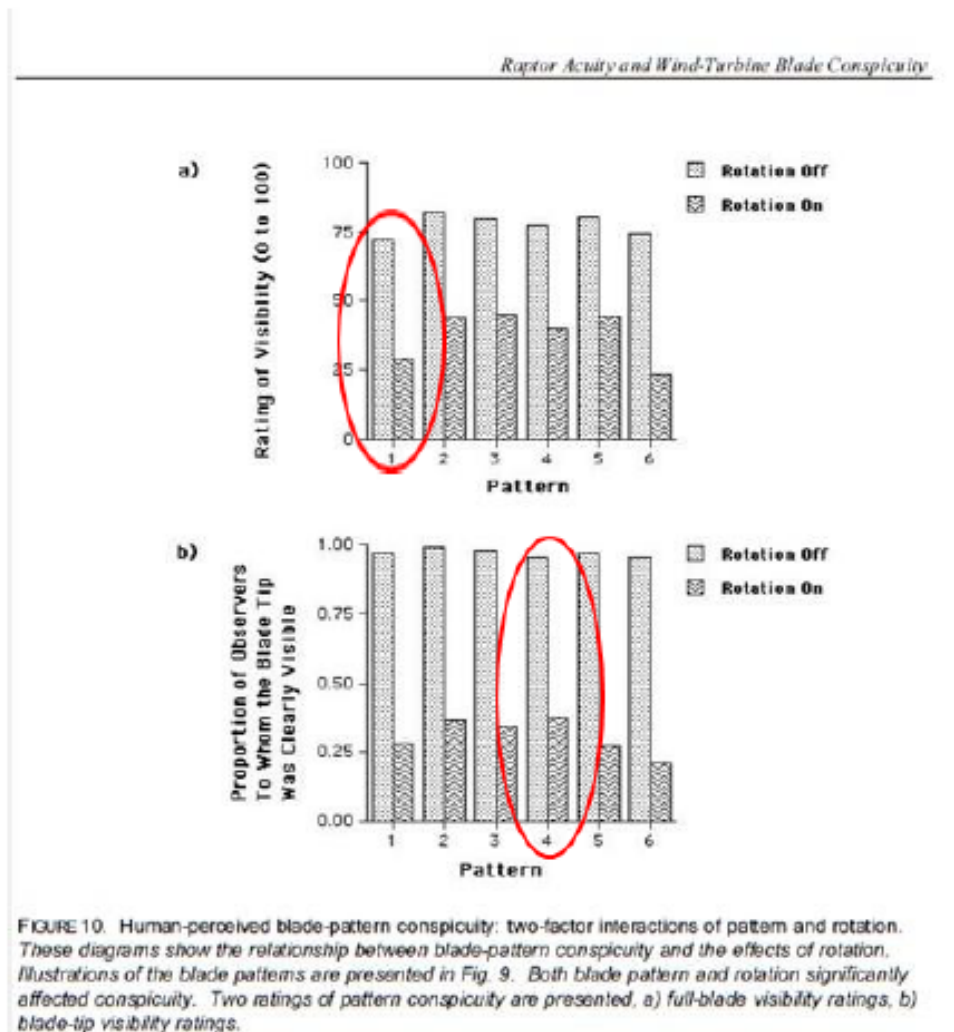 Raptor Acuity and Wind-Turbine Blade Conspicuity
a)
Rating of Visiblity (0 to 100)
100
75
50
25
0
1 2 3 4 5 6
Pattern
Rotation Off
Rotation On
b)
Proportion of Observers
To Whom the Blade Tip
Was Clearly Visible
1.00
0.75
0.50
0.25
0.00
1 2 3 4 5 6
Pattern
Rotation Off
Rotation On
FIGURE 10. Human-perceived blade-pattern conspicuity: two-factor interactions of pattern and rotation.
These diagrams show the relationship between blade-pattern conspicuity and the effects of rotation.
Illustrations of the blade patterns are presented in Fig. 9. Both blade pattern and rotation significantly
affected conspicuity. Two ratings of pattern conspicuity are presented, a) full-blade visibility ratings, b)
blade-tip visibility ratings.